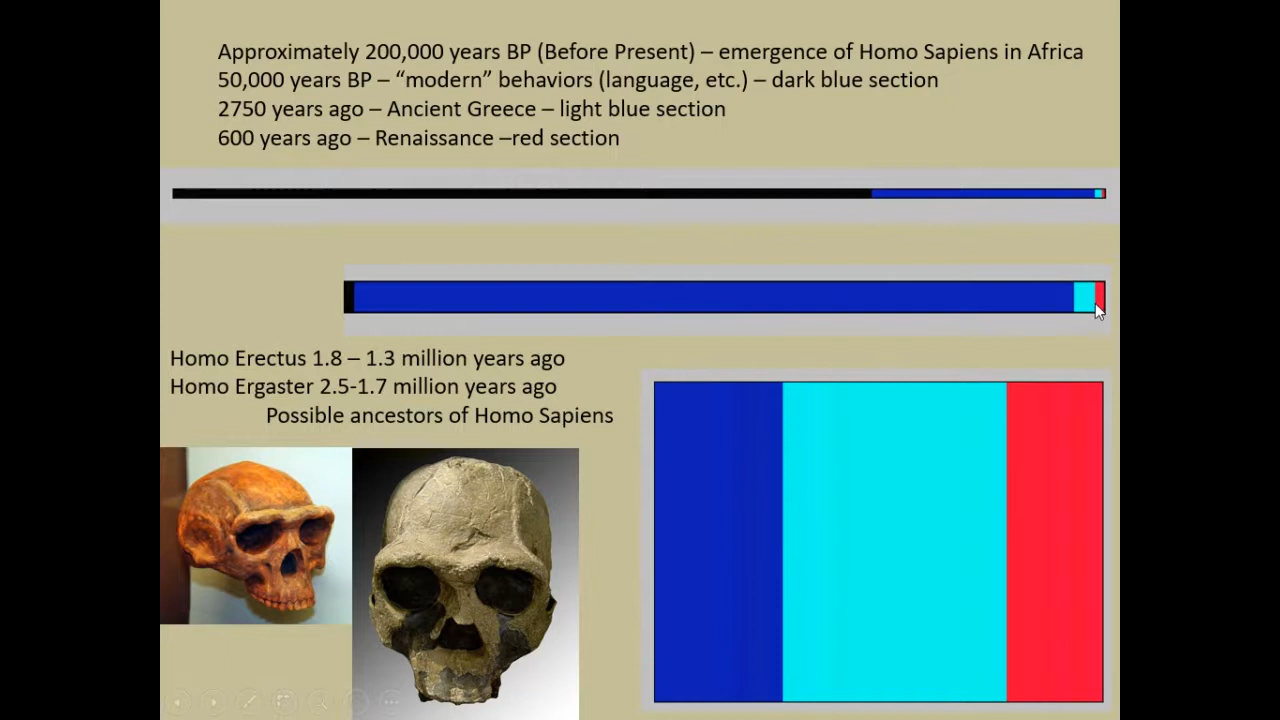 Approximately 200,000 years BP (Before Present) – emergence of Homo Sapiens in Africa
50,000 years BP – “modern” behaviors (language, etc.) – dark blue section
2750 years ago – Ancient Greece – light blue section
600 years ago – Renaissance –red section
Homo Erectus 1.8 – 1.3 million years ago
Homo Ergaster 2.5-1.7 million years ago
Possible ancestors of Homo Sapiens